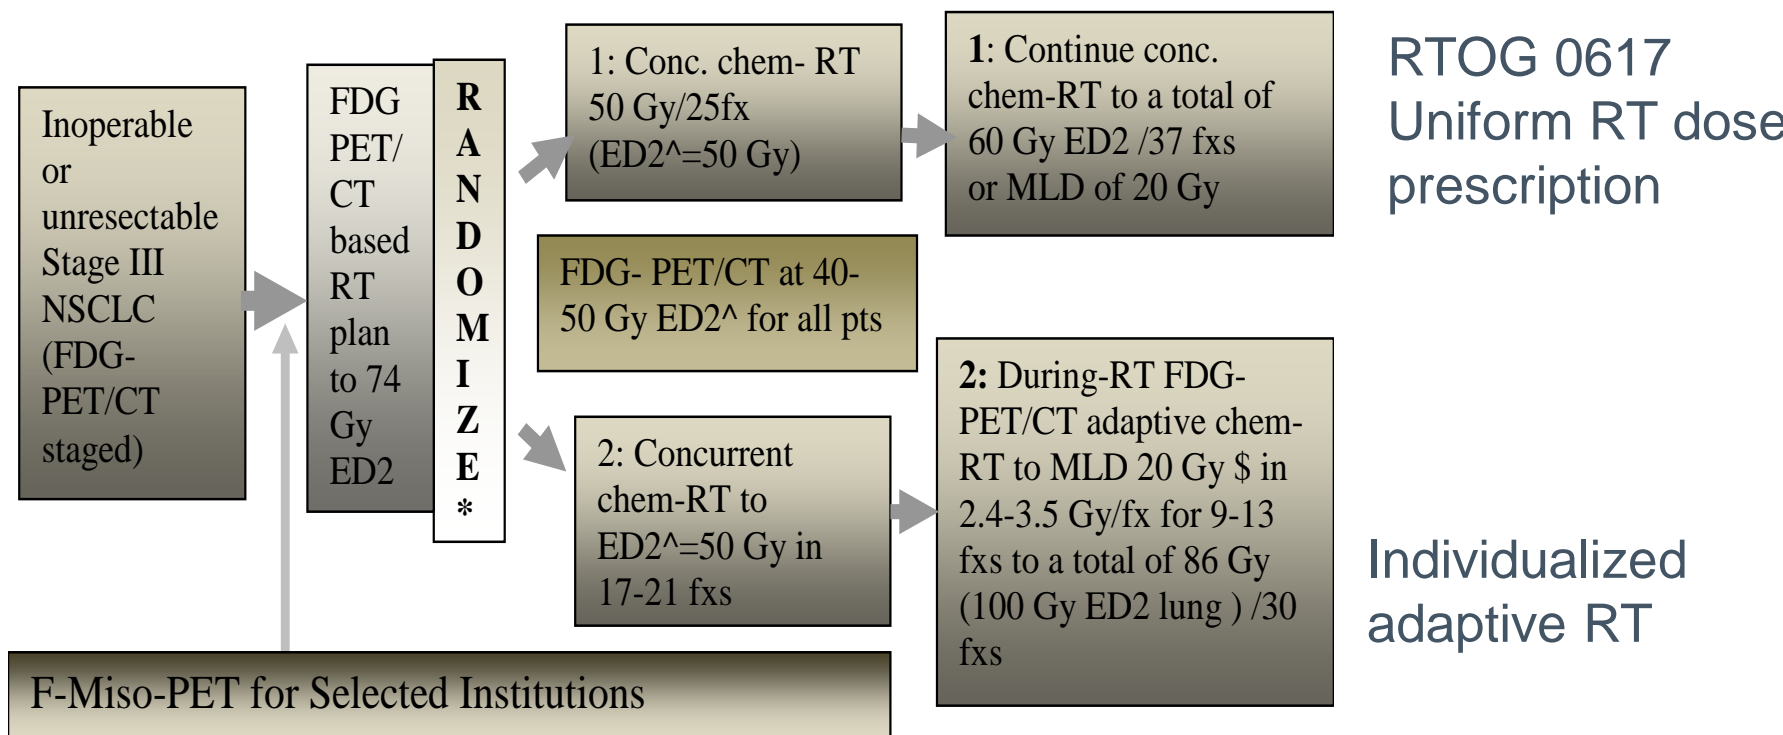 Inoperable
or
unresectable
Stage III
NSCLC
(FDG-
PET/CT
staged)
FDG
PET/
CT
based
RT
plan
to 74
Gy
ED2
R
A
N
D
O
M
I
Z
E
*
1: Conc. chem- RT
50 Gy/25fx
(ED2^=50 Gy)
1: Continue conc.
chem-RT to a total of
60 Gy ED2 /37 fxs
or MLD of 20 Gy
RTOG 0617
Uniform RT dose
prescription
FDG- PET/CT at 40-
50 Gy ED2^ for all pts
2: Concurrent
chem-RT to
ED2^=50 Gy in
17-21 fxs
2: During-RT FDG-
PET/CT adaptive chem-
RT to MLD 20 Gy $ in
2.4-3.5 Gy/fx for 9-13
fxs to a total of 86 Gy
(100 Gy ED2 lung ) /30
fxs
Individualized
adaptive RT
F-Miso-PET for Selected Institutions